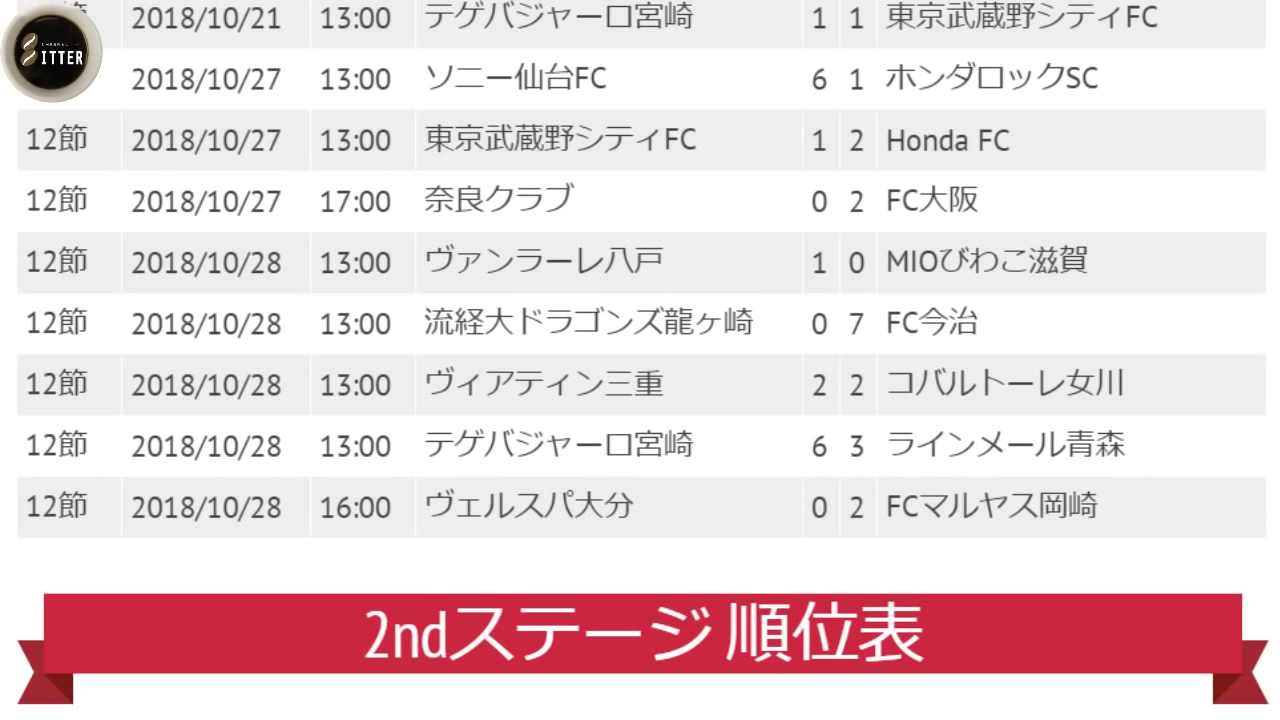 2018/10/21 13:00 テゲバジャーロ宮崎 1 1 東京武蔵野シティFC
ITTER
2018/10/27 13:00 ソニー仙台FC 6 1 ホンダロックSC
12節 2018/10/27 13:00 東京武蔵野シティFC 1 2 Honda FC
12節 2018/10/27 17:00 奈良クラブ 0 2 FC大阪
12節 2018/10/28 13:00 ヴァンラーレ八戸 1 0 MIOびわこ滋賀
12節 2018/10/28 13:00 流経大ドラゴンズ龍ヶ崎 0 7 FC今治
12節 2018/10/28 13:00 ヴィアティン三重 2 2 コバルトーレ女川
12節 2018/10/28 13:00 テゲバジャーロ宮崎 6 3 ラインメール青森
12節 2018/10/28 16:00 ヴェルスパ大分 0 2 FCマルヤス岡崎
2ndステージ 順位表